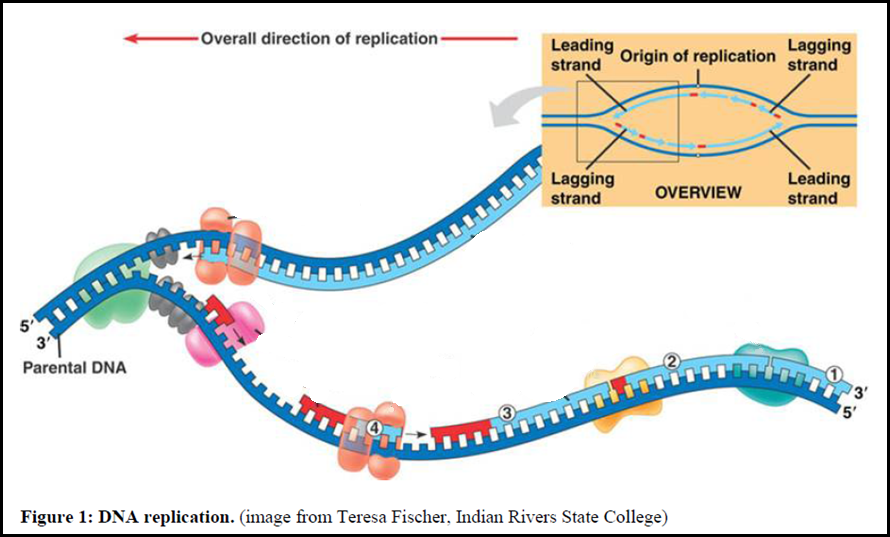 Overall direction of replication
Leading
strand
Origin of replication
Lagging
strand
Lagging
strand
OVERVIEW
Leading
strand
5′
3′
Parental DNA
4
3
2
1
3′
5′
Figure 1: DNA replication. (image from Teresa Fischer, Indian Rivers State College)